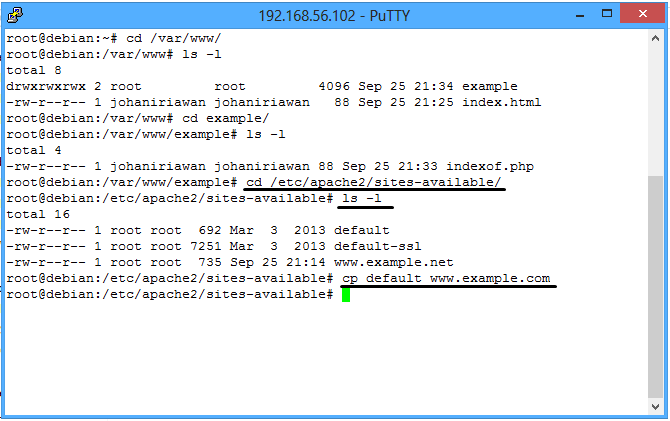 192.168.56.102 - PuTTY
root@debian:~# cd /var/www/
root@debian:/var/www# ls -l
total 8
drwxrwxrwx 2 root        root         4096 Sep 25 21:34 example
-rw-r--r-- 1 johaniriawan johaniriawan   88 Sep 25 21:25 index.html
root@debian:/var/www# cd example/
root@debian:/var/www/example# ls -l
total 4
-rw-r--r-- 1 johaniriawan johaniriawan 88 Sep 25 21:33 indexof.php
root@debian:/var/www/example# cd /etc/apache2/sites-available/
root@debian:/etc/apache2/sites-available# ls -l
total 16
-rw-r--r-- 1 root root  692 Mar  3  2013 default
-rw-r--r-- 1 root root 7251 Mar  3  2013 default-ssl
-rw-r--r-- 1 root root  735 Sep 25 21:14 www.example.net
root@debian:/etc/apache2/sites-available# cp default www.example.com
root@debian:/etc/apache2/sites-available#